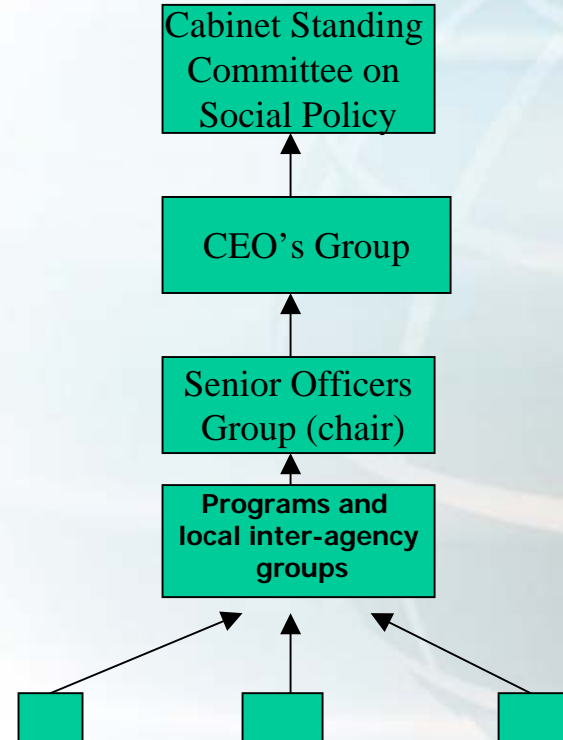 Cabinet Standing
Committee on
Social Policy
CEO’s Group
Senior Officers
Group (chair)
Programs and
local inter-agency
groups